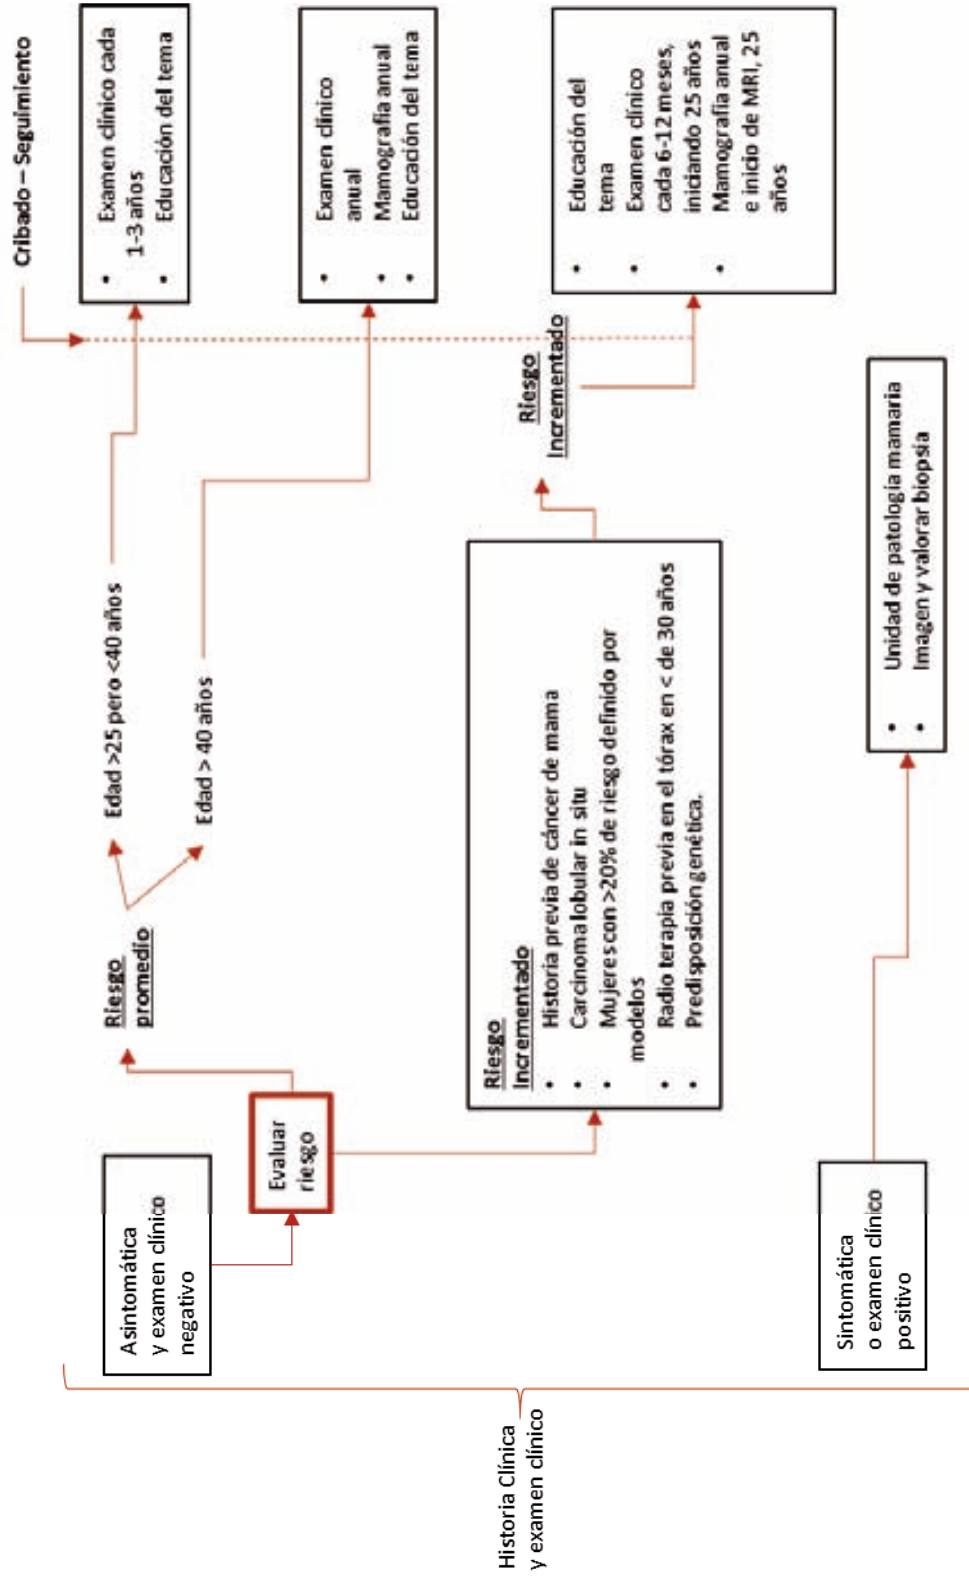 Historia Clínica
y examen clínico
Asintomática
y examen clínico
negativo
Evaluar
riesgo
Riesgo
promedio
Edad >25 pero <40 años
Edad > 40 años
Cribado – Seguimiento
• Examen clínico cada
1-3 años
• Educación del tema
• Examen clínico
anual
• Mamografía anual
• Educación del tema
Riesgo
Incrementado
• Historia previa de cáncer de mama
• Carcinoma lobular in situ
• Mujeres con >20% de riesgo definido por
modelos
• Radio terapia previa en el tórax en < de 30 años
• Predisposición genética.
Riesgo
Incrementado
• Educación del
tema
• Examen clínico
cada 6-12 meses,
iniciando 25 años
• Mamografía anual
e inicio de MRI, 25
años
Sintomática
o examen clínico
positivo
• Unidad de patología mamaria
• Imagen y valorar biopsia